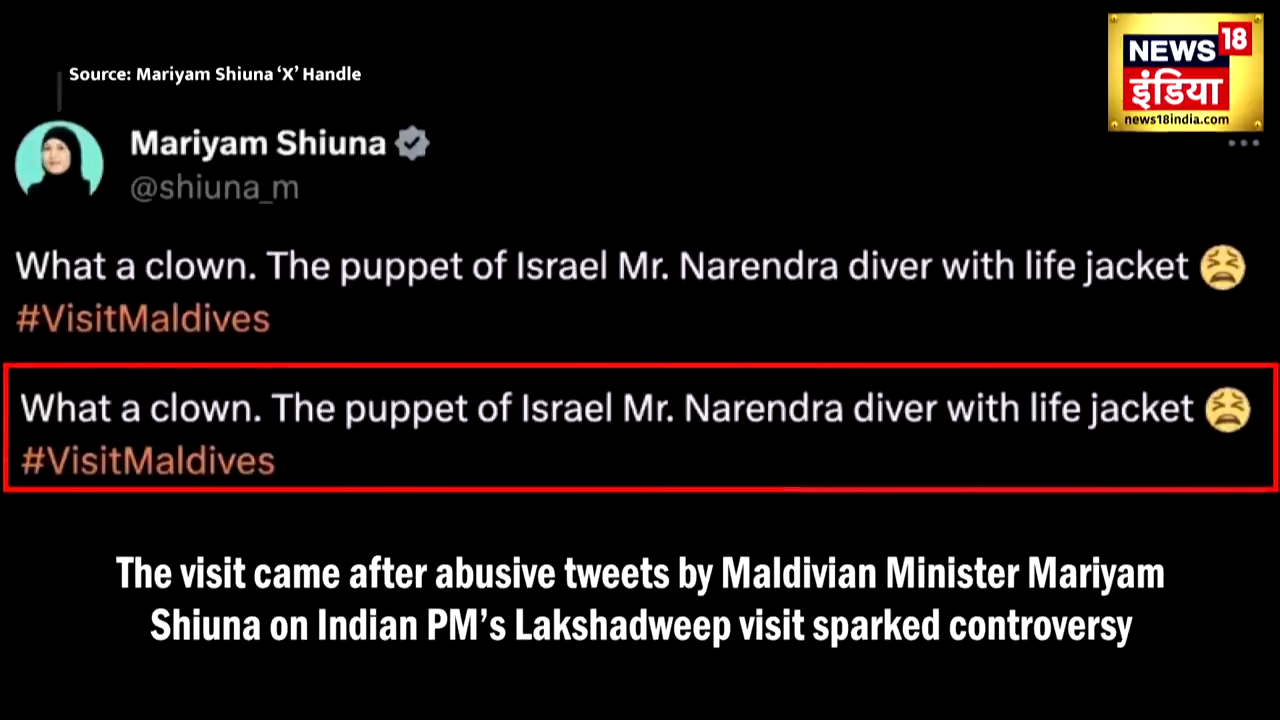 Source: Mariyam Shiuna ‘X’ Handle
NEWS 18
इंडिया
news18india.com
Mariyam Shiuna
@shiuna_m
What a clown. The puppet of Israel Mr. Narendra diver with life jacket 😫
#VisitMaldives
What a clown. The puppet of Israel Mr. Narendra diver with life jacket 😫
#VisitMaldives
The visit came after abusive tweets by Maldivian Minister Mariyam
Shiuna on Indian PM’s Lakshadweep visit sparked controversy